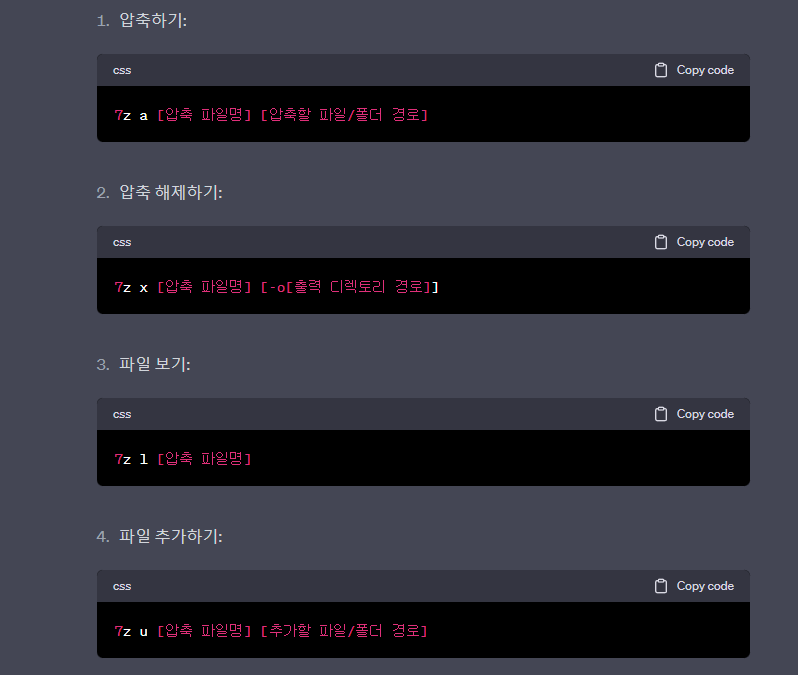 1. 압축하기:
css Copy code
7z a [압축 파일명] [압축할 파일/폴더 경로]
2. 압축 해제하기:
css Copy code
7z x [압축 파일명] [-o[출력 디렉토리 경로]]
3. 파일 보기:
css Copy code
7z l [압축 파일명]
4. 파일 추가하기:
css Copy code
7z u [압축 파일명] [추가할 파일/폴더 경로]